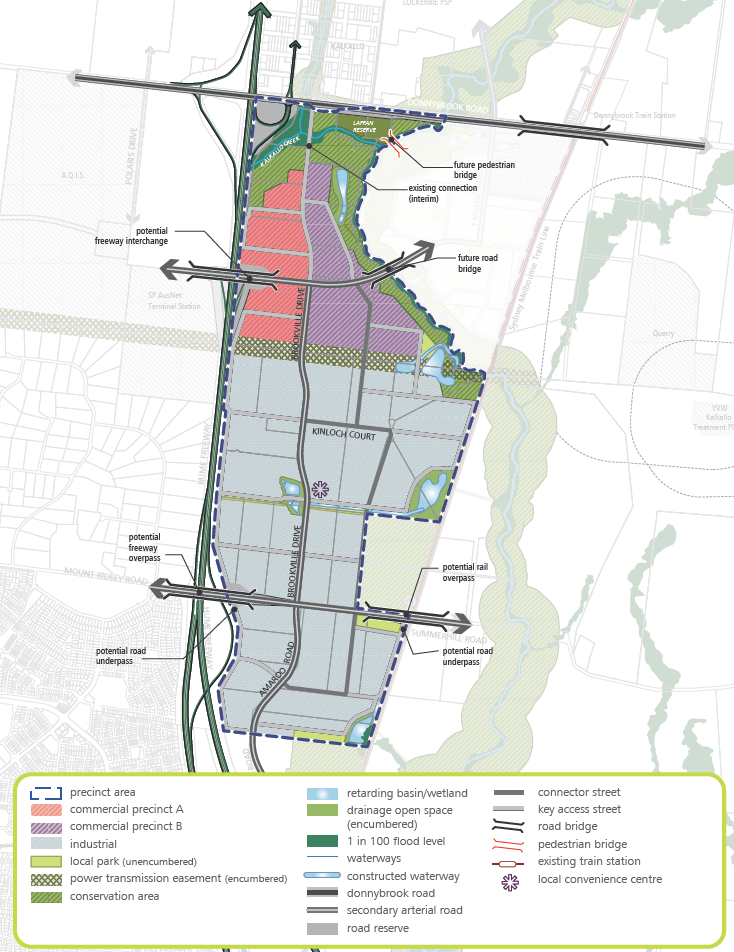 LOCKERBIE PSP
KALKALLO
DONNYBROOK ROAD
Donnybrook Train Station
LAFFAN
RESERVE
KALKALLO CREEK
POLARIS DRIVE
A.Q.I.S.
future pedestrian
bridge
existing connection
(interim)
potential
freeway interchange
future road
bridge
SP AusNet
Terminal Station
BROOKVILLE DRIVE
Sydney Melbourne Train Line
Quarry
YVW
Kalkallo
Treatment Pl
HUME FREEWAY
KINLOCH COURT
BROOKVILLE DRIVE
potential
freeway
overpass
MOUNT RIDLEY ROAD
potential rail
overpass
SUMMERHILL ROAD
potential road
underpass
potential road
underpass
AMAROO ROAD
ROAD
precinct area
commercial precinct A
commercial precinct B
industrial
local park (unencumbered)
power transmission easement (encumbered)
conservation area
retarding basin/wetland
drainage open space
(encumbered)
1 in 100 flood level
waterways
constructed waterway
donnybrook road
secondary arterial road
road reserve
connector street
key access street
road bridge
pedestrian bridge
existing train station
local convenience centre